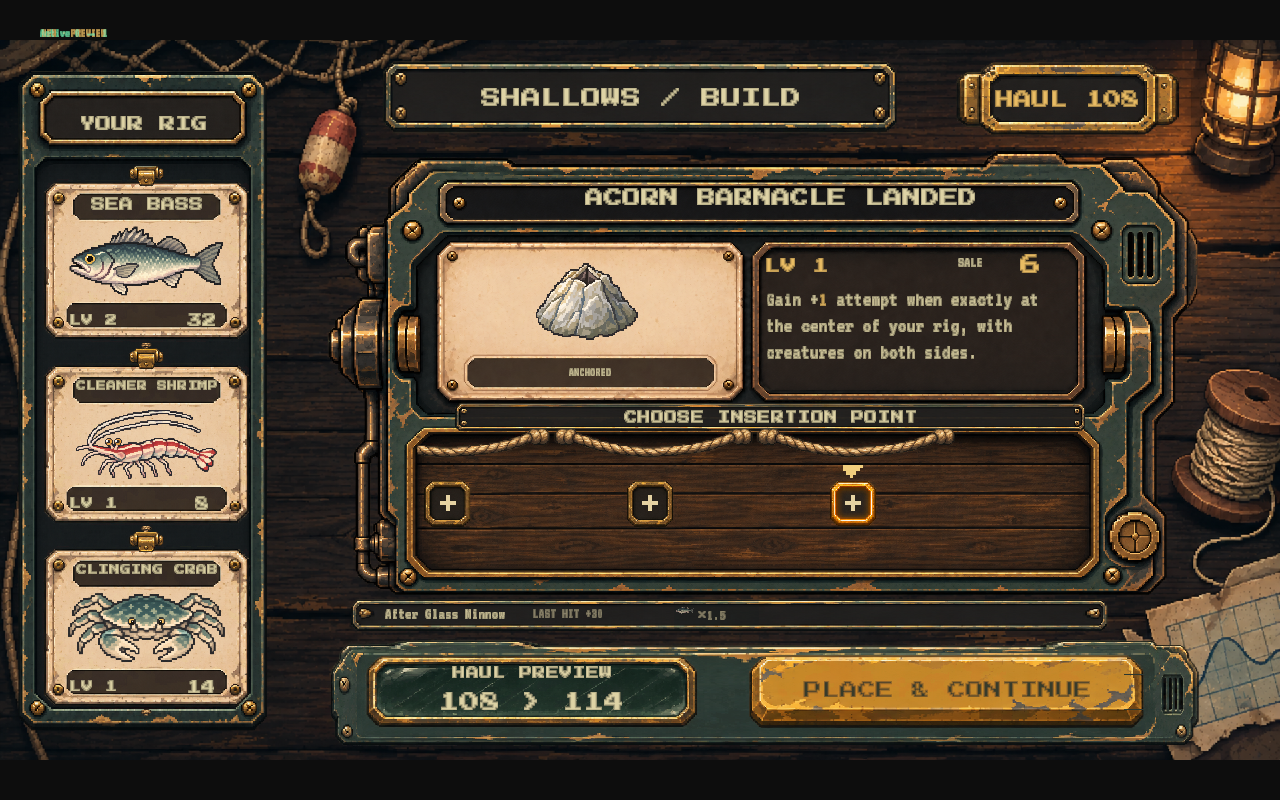 SHALLOWS / BUILD
HAUL 108
YOUR RIG
SEA BASS
LV 2 32
CLEANER SHRIMP
LV 1 8
CLINGING CRAB
LV 1 14
ACORN BARNACLE LANDED
ANCHORED
LV 1 SALE 6
Gain +1 attempt when exactly at
the center of your rig, with
creatures on both sides.
CHOOSE INSERTION POINT
+ + +
After Glass Minnow LAST HIT +30 ×1.5
HAUL PREVIEW
108 > 114
PLACE & CONTINUE